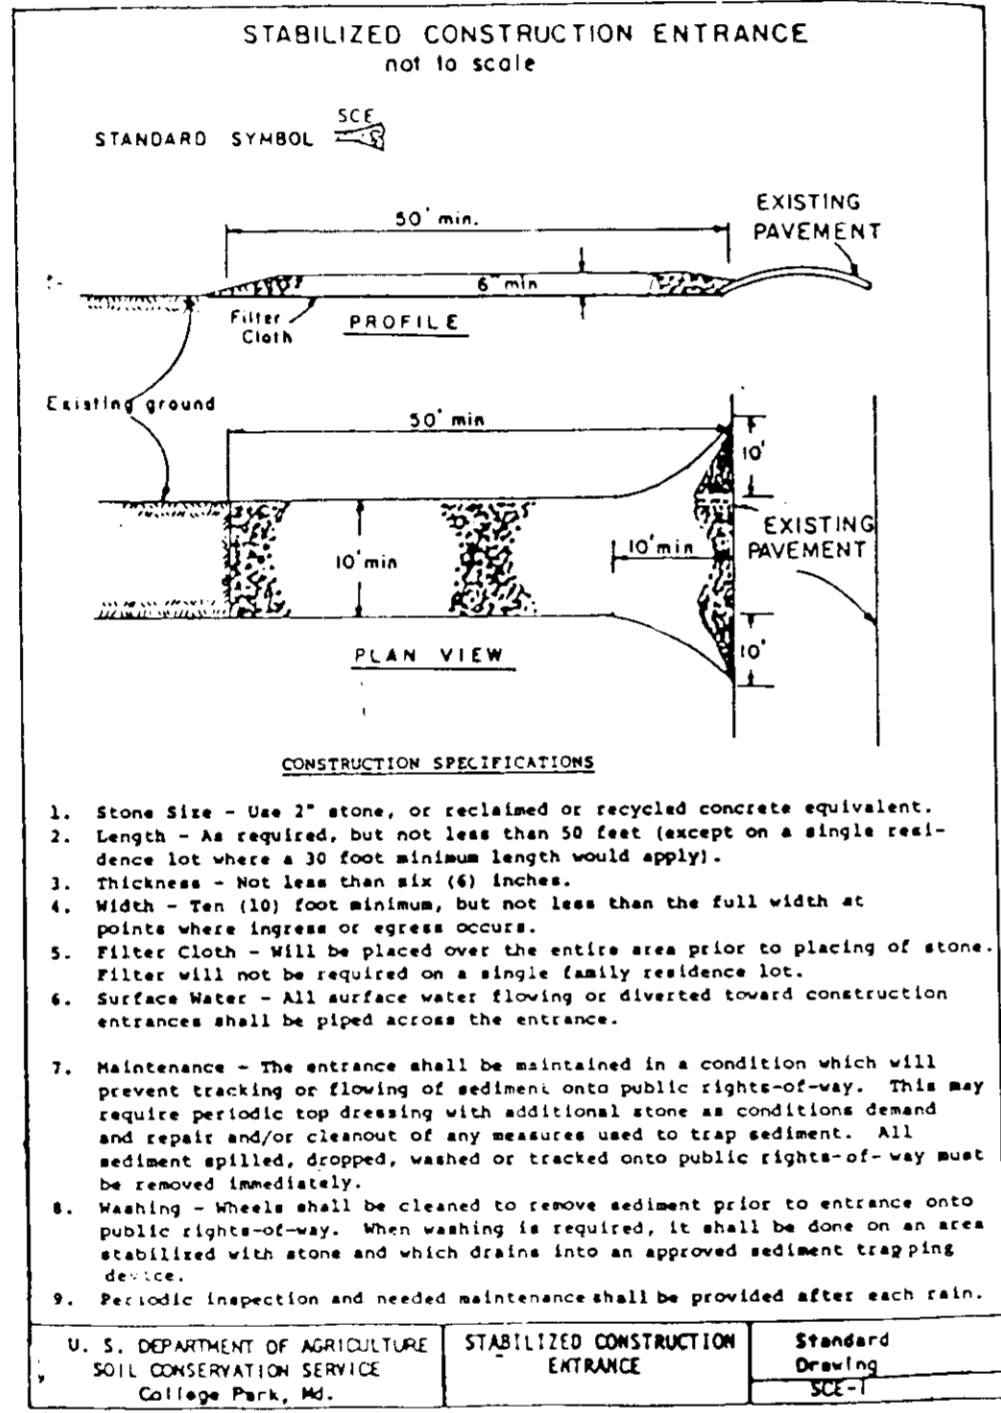 STABILIZED CONSTRUCTION ENTRANCE
not to scale
SCE
STANDARD SYMBOL
50' min.
EXISTING
PAVEMENT
6" min
Filter
Cloth
PROFILE
Existing ground
50' min
10'
EXISTING
PAVEMENT
10' min
10' min
10'
PLAN VIEW
CONSTRUCTION SPECIFICATIONS
1. Stone Size - Use 2" stone, or reclaimed or recycled concrete equivalent.
2. Length - As required, but not less than 50 feet (except on a single resi-
dence lot where a 30 foot minimum length would apply).
3. Thickness - Not less than six (6) inches.
4. Width - Ten (10) foot minimum, but not less than the full width at
points where ingress or egress occurs.
5. Filter Cloth - Will be placed over the entire area prior to placing of stone.
Filter will not be required on a single family residence lot.
6. Surface Water - All surface water flowing or diverted toward construction
entrances shall be piped across the entrance.
7. Maintenance - The entrance shall be maintained in a condition which will
prevent tracking or flowing of sediment onto public rights-of-way. This may
require periodic top dressing with additional stone as conditions demand
and repair and/or cleanout of any measures used to trap sediment. All
sediment spilled, dropped, washed or tracked onto public rights-of-way must
be removed immediately.
8. Washing - Wheels shall be cleaned to remove sediment prior to entrance onto
public rights-of-way. When washing is required, it shall be done on an area
stabilized with stone and which drains into an approved sediment trapping
device.
9. Periodic inspection and needed maintenance shall be provided after each rain.
U. S. DEPARTMENT OF AGRICULTURE
SOIL CONSERVATION SERVICE
College Park, Md.
STABILIZED CONSTRUCTION
ENTRANCE
Standard
Drawing
SCE-1